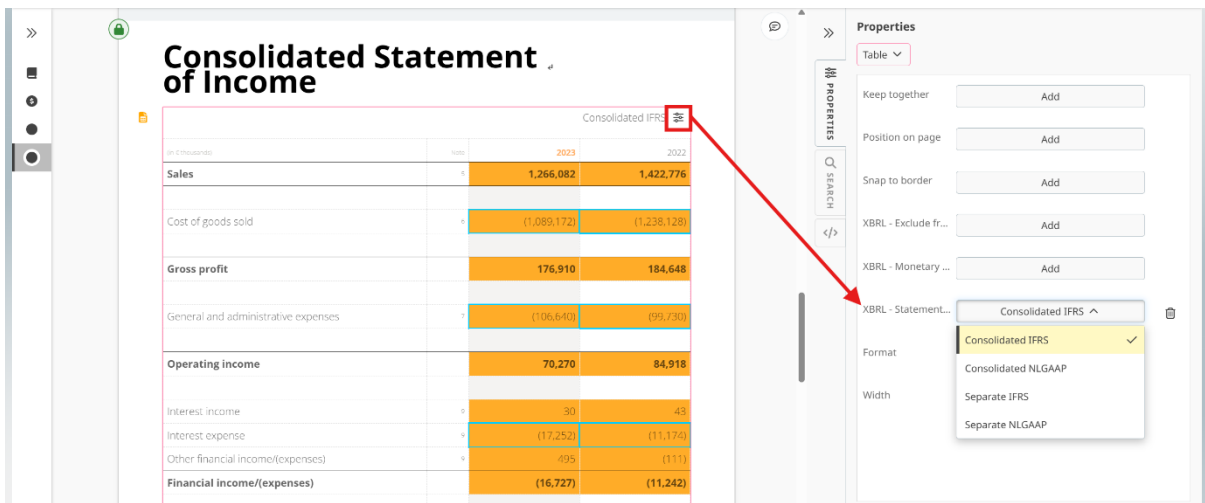 Consolidated Statement
of Income
Consolidated IFRS
(in € thousands) Note 2023 2022
Sales 5 1,266,082 1,422,776
Cost of goods sold 6 (1,089,172) (1,238,128)
Gross profit 176,910 184,648
General and administrative expenses 7 (106,640) (99,730)
Operating income 70,270 84,918
Interest income 9 30 43
Interest expense 9 (17,252) (11,174)
Other financial income/(expenses) 9 495 (111)
Financial income/(expenses) (16,727) (11,242)
PROPERTIES
SEARCH
Properties
Table
Keep together Add
Position on page Add
Snap to border Add
XBRL - Exclude fr... Add
XBRL - Monetary ... Add
XBRL - Statement... Consolidated IFRS
Consolidated IFRS
Consolidated NLGAAP
Separate IFRS
Separate NLGAAP
Format
Width